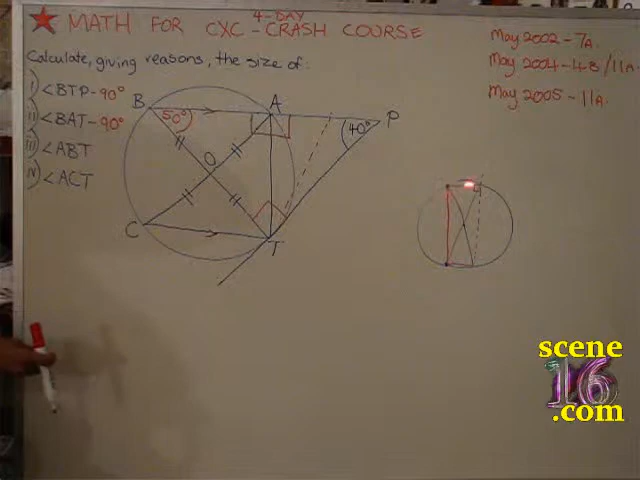 4-DAY
★ MATH FOR CXC - CRASH COURSE
Calculate, giving reasons, the size of:
i) <BTP - 90°
ii) <BAT - 90°
iii) <ABT
iv) <ACT
May 2002 - 7A.
May 2004 - 4B / 11A.
May 2005 - 11A.
B
A
P
50°
40°
O
C
T
scene
16
.com